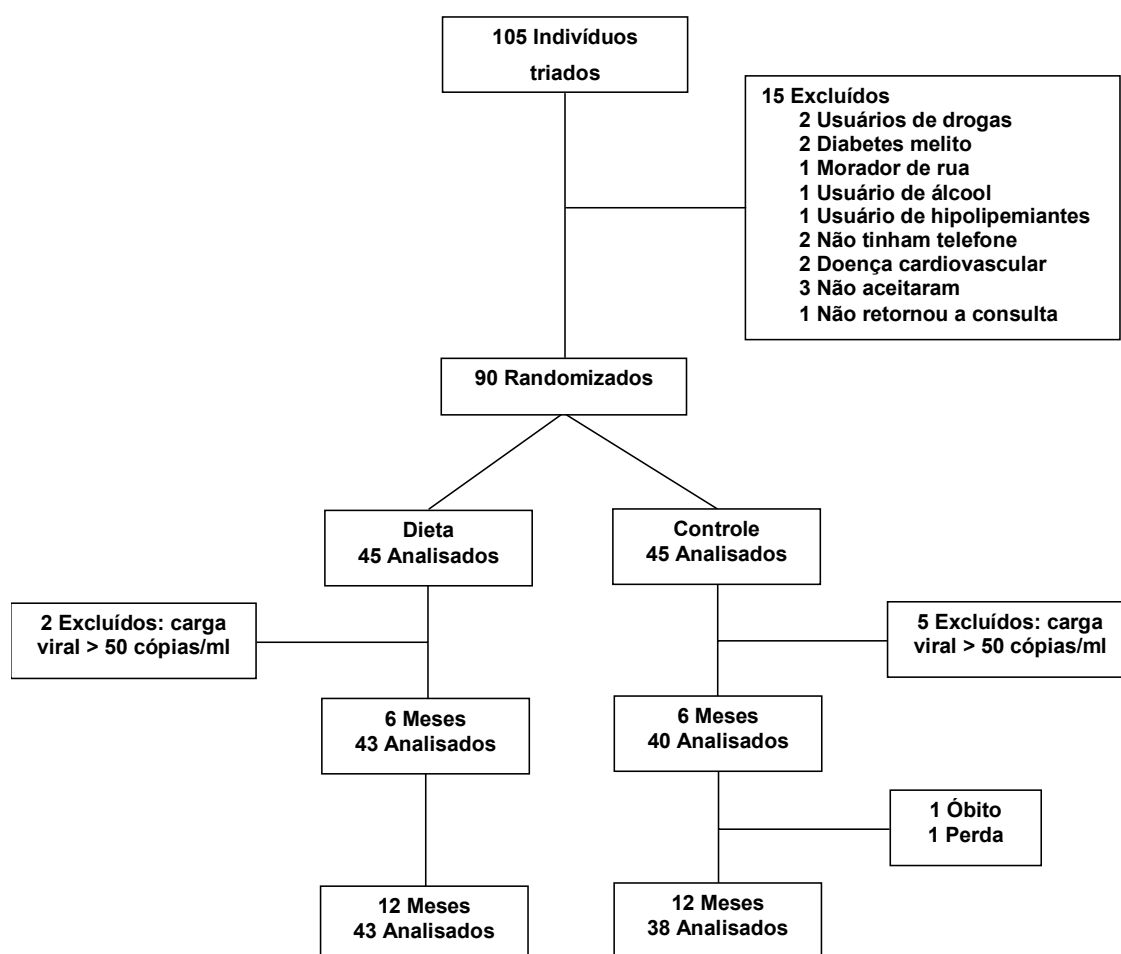 105 Indivíduos
triados
15 Excluídos
2 Usuários de drogas
2 Diabetes melito
1 Morador de rua
1 Usuário de álcool
1 Usuário de hipolipemiantes
2 Não tinham telefone
2 Doença cardiovascular
3 Não aceitaram
1 Não retornou a consulta
90 Randomizados
Dieta
45 Analisados
Controle
45 Analisados
2 Excluídos: carga
viral > 50 cópias/ml
5 Excluídos: carga
viral > 50 cópias/ml
6 Meses
43 Analisados
6 Meses
40 Analisados
1 Óbito
1 Perda
12 Meses
43 Analisados
12 Meses
38 Analisados